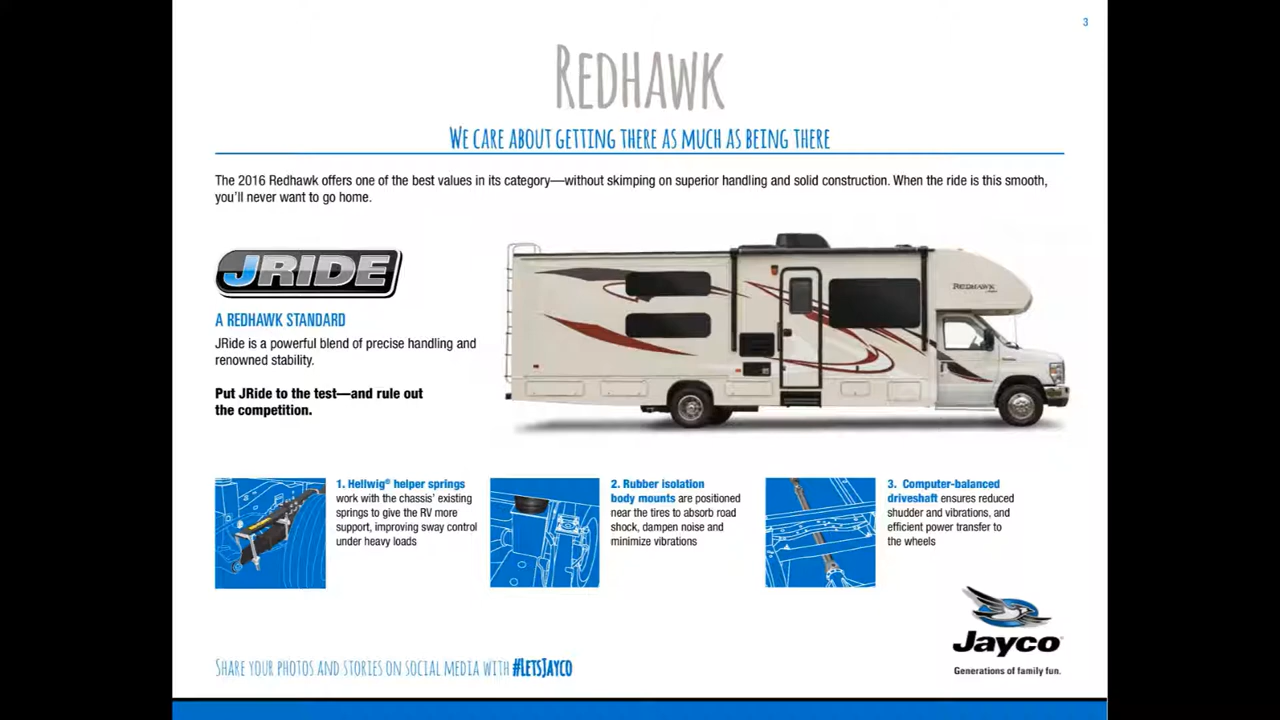 3
REDHAWK
WE CARE ABOUT GETTING THERE AS MUCH AS BEING THERE
The 2016 Redhawk offers one of the best values in its category—without skimping on superior handling and solid construction. When the ride is this smooth,
you'll never want to go home.
JRIDE
A REDHAWK STANDARD
JRide is a powerful blend of precise handling and
renowned stability.
Put JRide to the test—and rule out
the competition.
REDHAWK
1. Hellwig® helper springs
work with the chassis' existing
springs to give the RV more
support, improving sway control
under heavy loads
2. Rubber isolation
body mounts are positioned
near the tires to absorb road
shock, dampen noise and
minimize vibrations
3. Computer-balanced
driveshaft ensures reduced
shudder and vibrations, and
efficient power transfer to
the wheels
Jayco®
Generations of family fun.
SHARE YOUR PHOTOS AND STORIES ON SOCIAL MEDIA WITH #LETSJAYCO